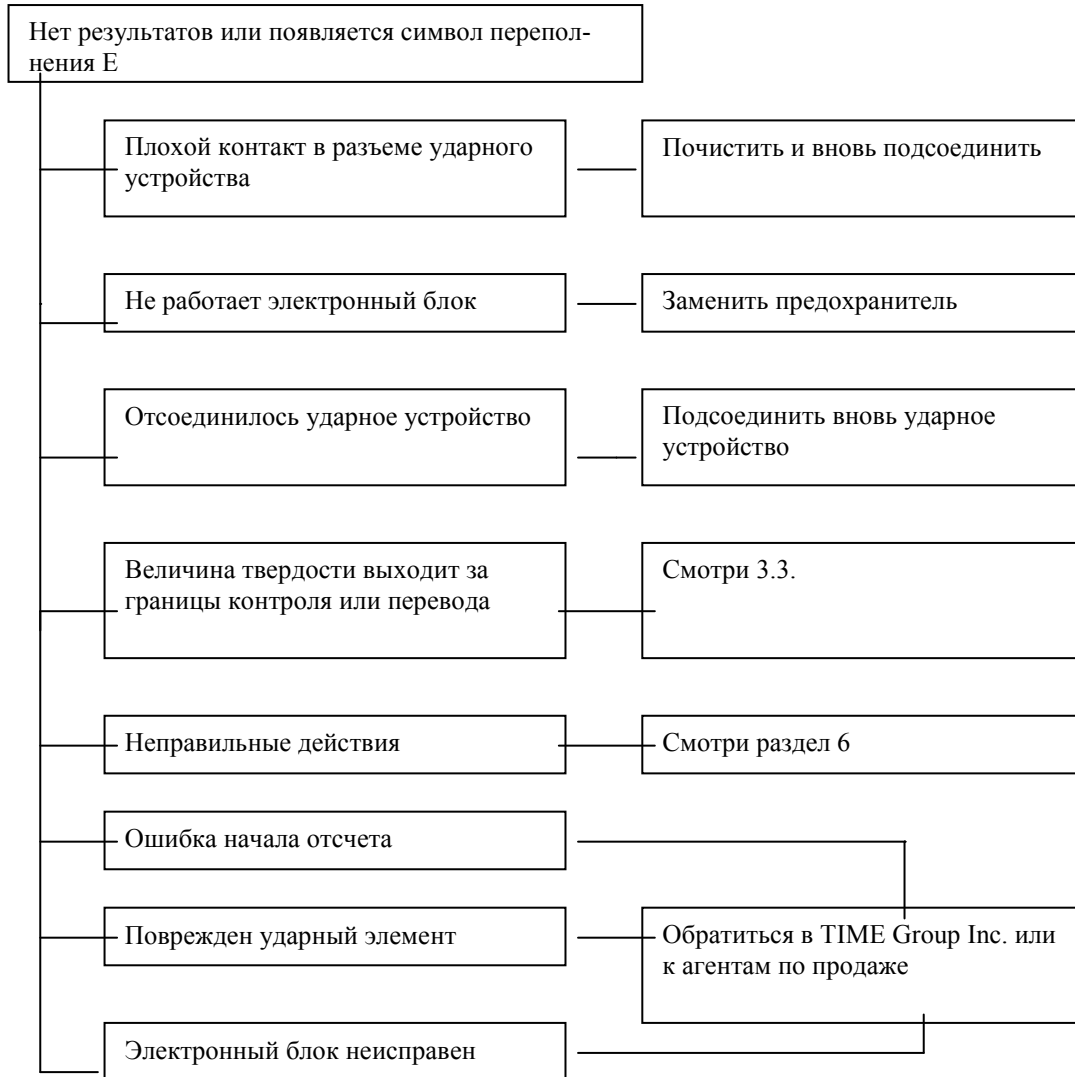 Нет результатов или появляется символ перепол-
нения Е
Плохой контакт в разъеме ударного
устройства
Почистить и вновь подсоединить
Не работает электронный блок
Заменить предохранитель
Отсоединилось ударное устройство
Подсоединить вновь ударное
устройство
Величина твердости выходит за
границы контроля или перевода
Смотри 3.3.
Неправильные действия
Смотри раздел 6
Ошибка начала отсчета
Поврежден ударный элемент
Обратиться в TIME Group Inc. или
к агентам по продаже
Электронный блок неисправен